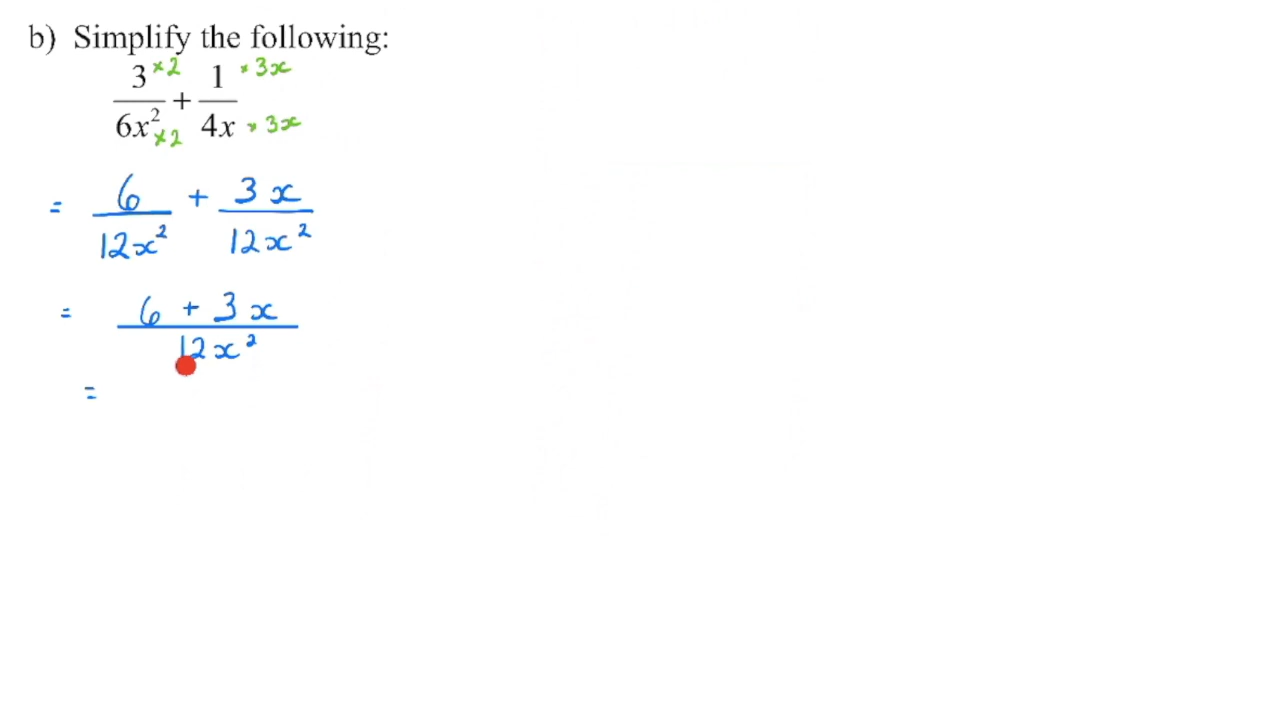 b) Simplify the following:
3 ×2 / 6x² ×2 + 1 × 3x / 4x × 3x
= 6 / 12x² + 3x / 12x²
= 6 + 3x / 12x²
=